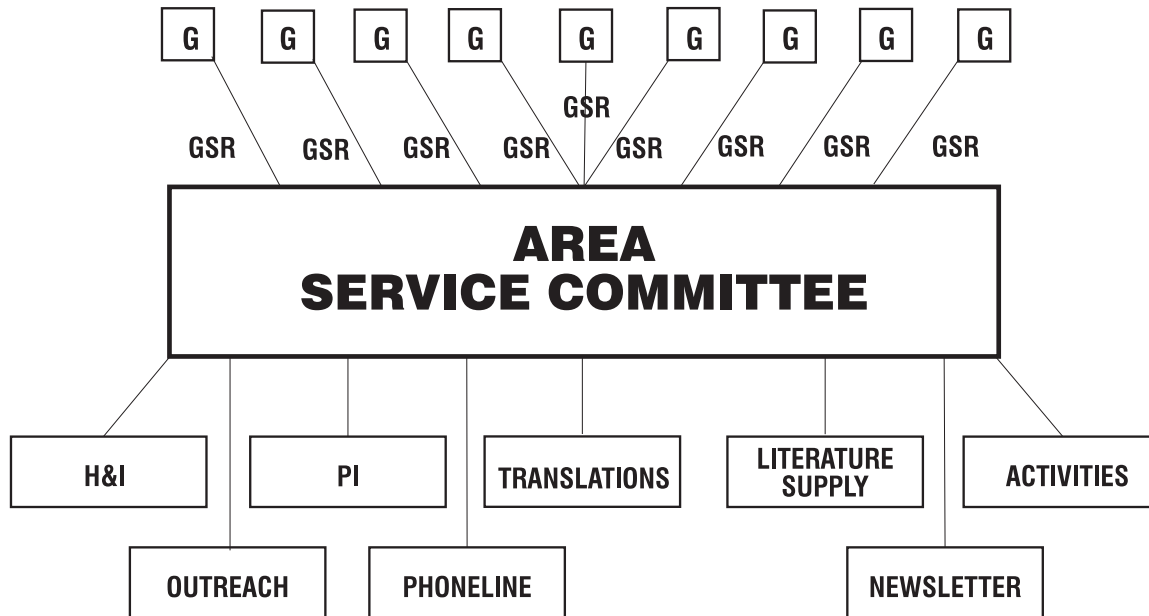 G G G G G G G G G
GSR
GSR GSR GSR GSR GSR GSR GSR GSR
AREA
SERVICE COMMITTEE
H&I PI TRANSLATIONS LITERATURE SUPPLY ACTIVITIES
OUTREACH PHONELINE NEWSLETTER